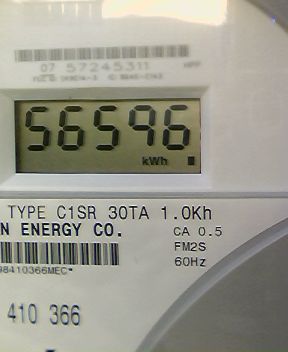 07 57245311
56596
kWh
TYPE C1SR 30TA 1.0Kh
N ENERGY CO. CA 0.5
FM2S
60Hz
98410366MEC*
410 366